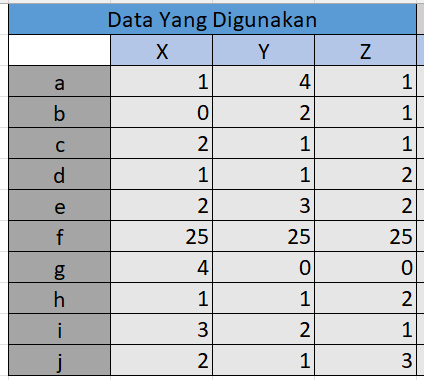 Data Yang Digunakan
X Y Z
a 1 4 1
b 0 2 1
c 2 1 1
d 1 1 2
e 2 3 2
f 25 25 25
g 4 0 0
h 1 1 2
i 3 2 1
j 2 1 3